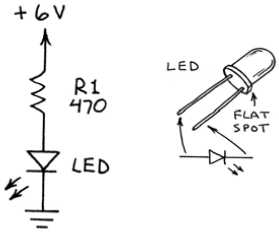 +6V
R1
470
LED
LED
FLAT
SPOT